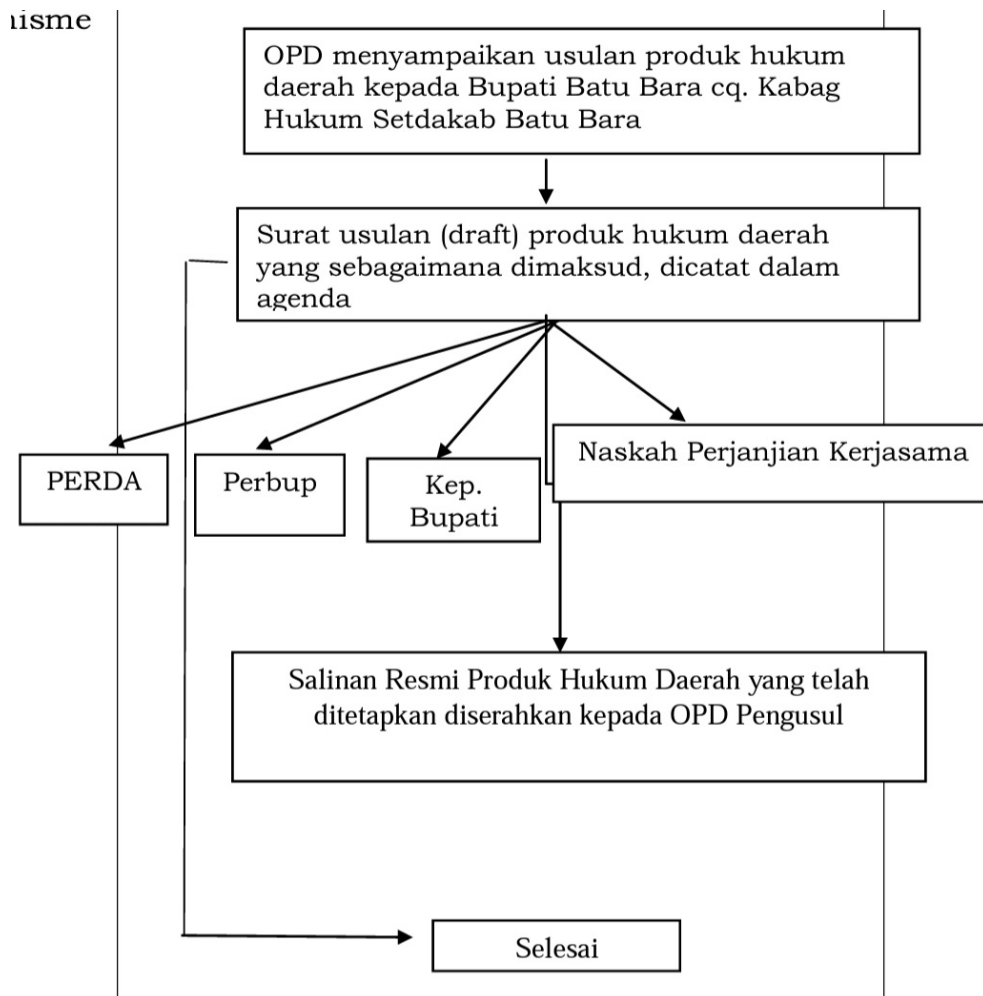 OPD menyampaikan usulan produk hukum
daerah kepada Bupati Batu Bara cq. Kabag
Hukum Setdakab Batu Bara
Surat usulan (draft) produk hukum daerah
yang sebagaimana dimaksud, dicatat dalam
agenda
PERDA
Perbup
Kep.
Bupati
Naskah Perjanjian Kerjasama
Salinan Resmi Produk Hukum Daerah yang telah
ditetapkan diserahkan kepada OPD Pengusul
Selesai